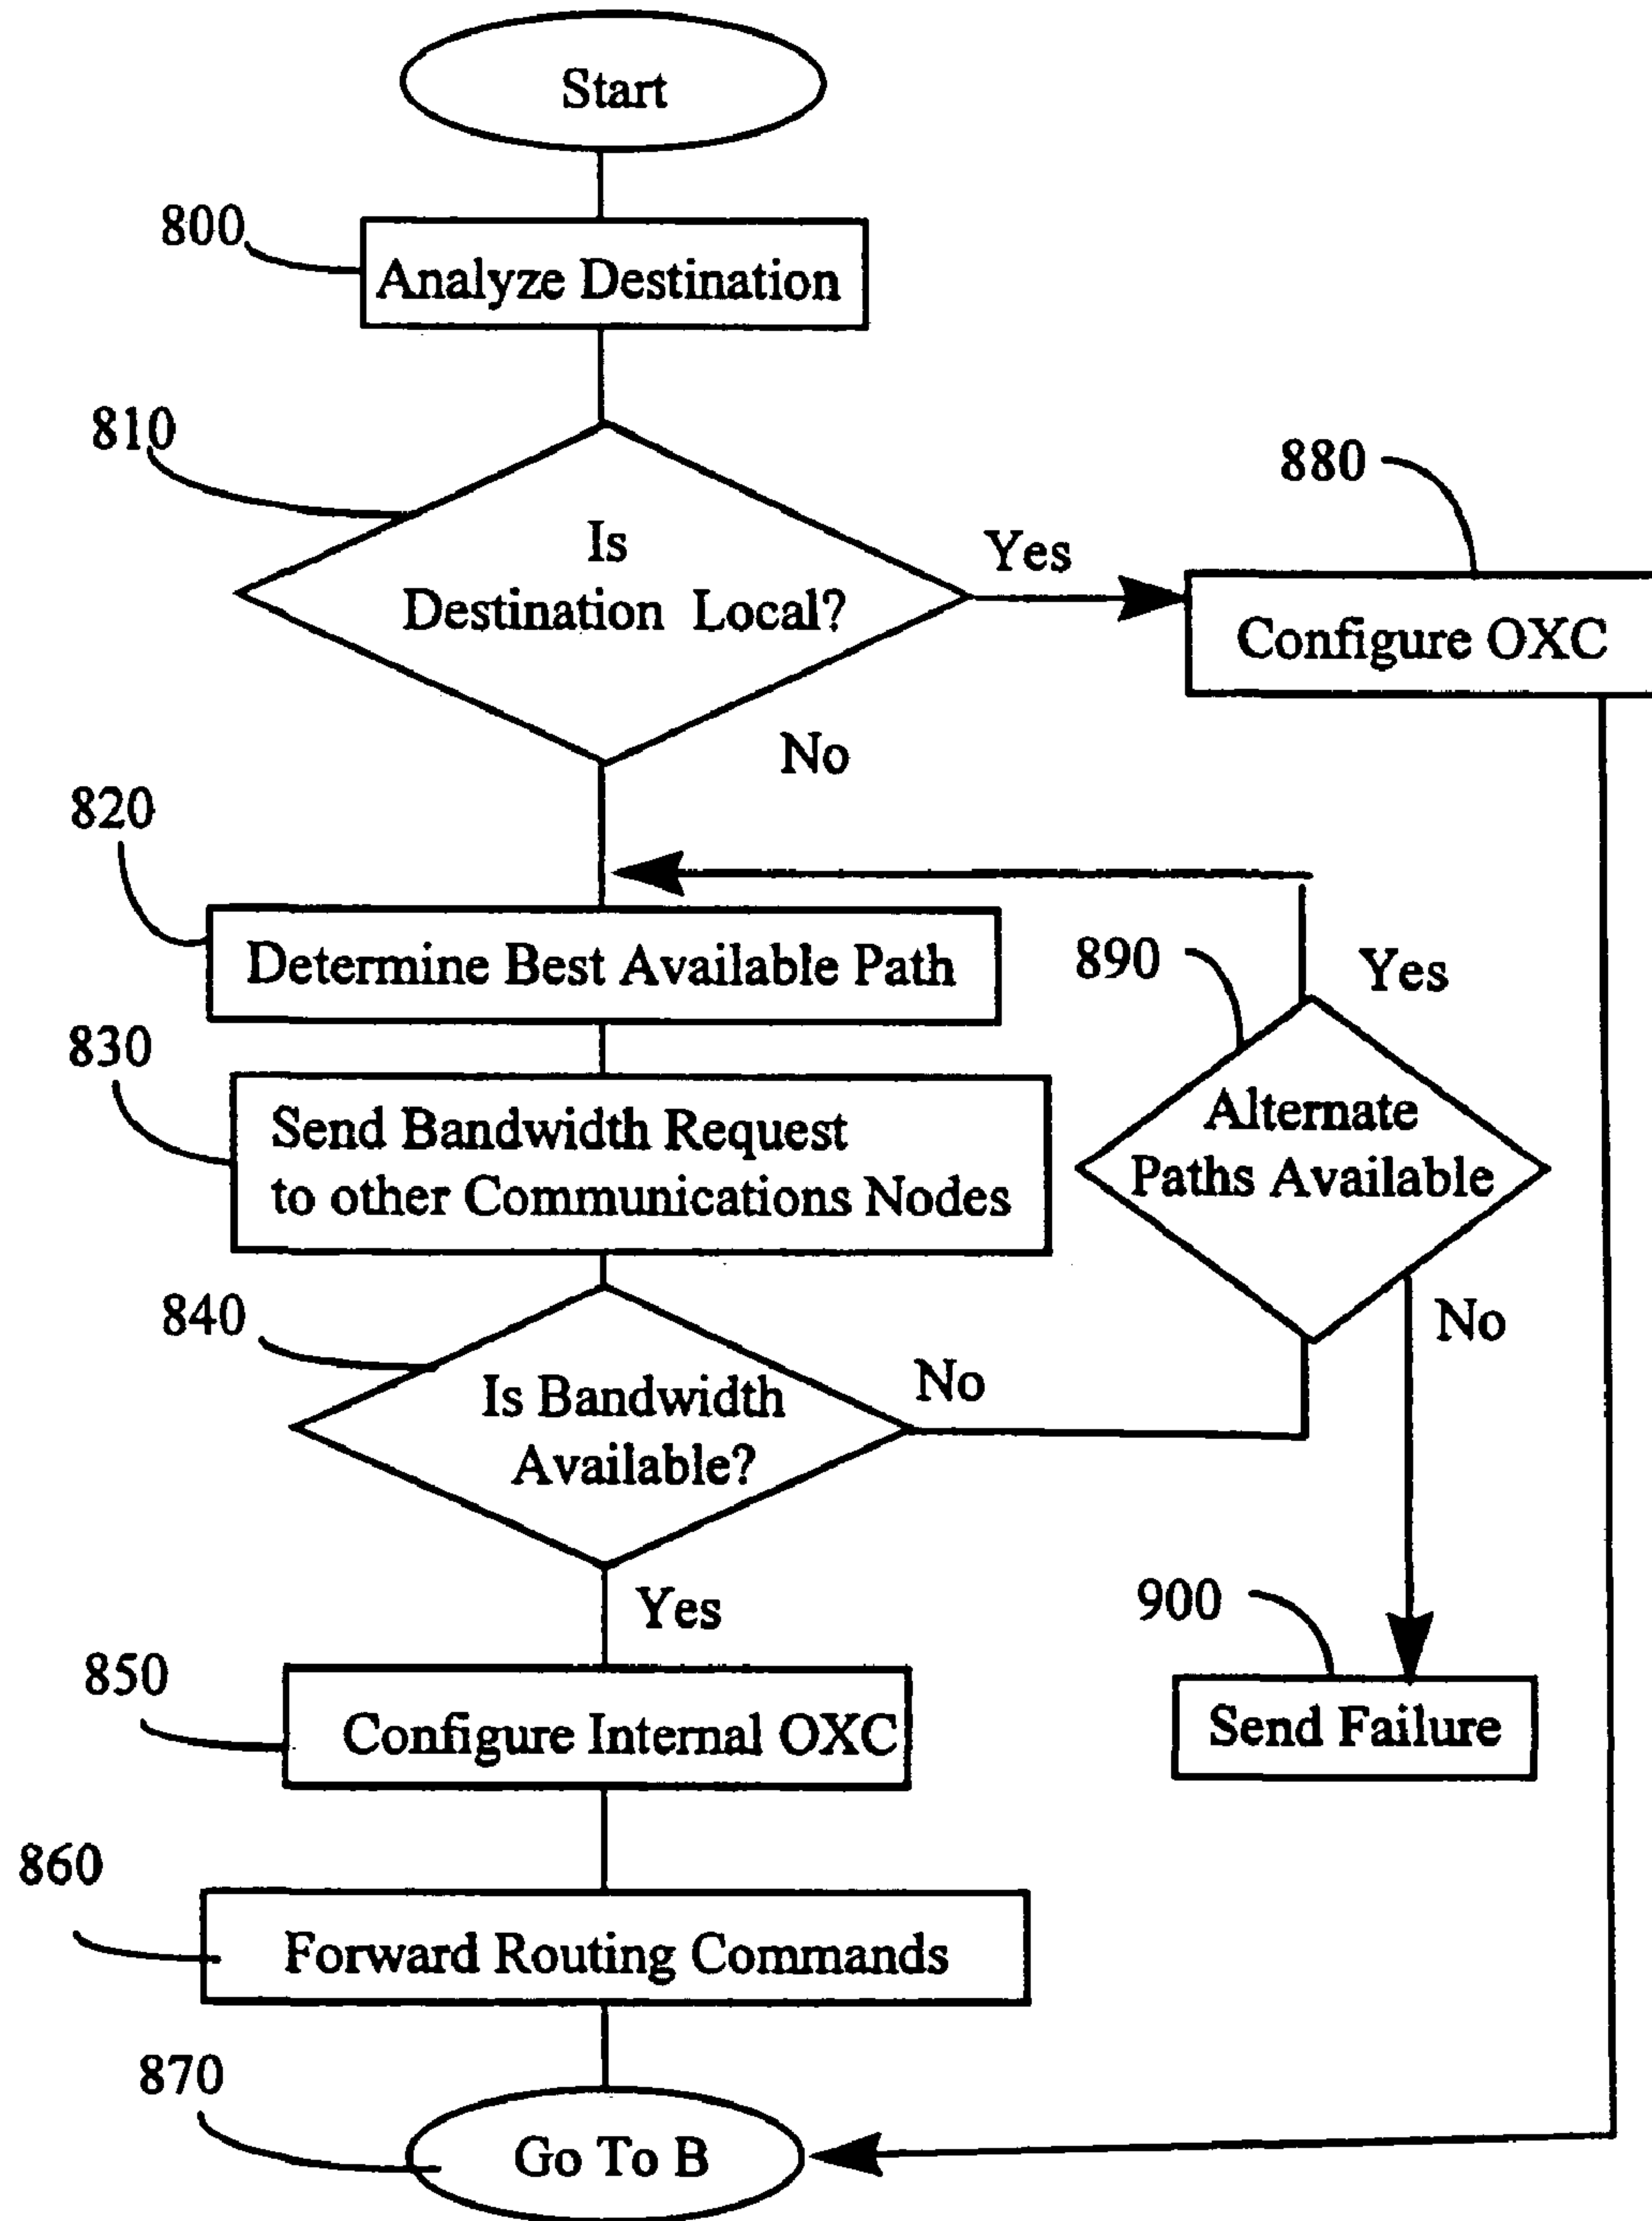 Start
800
Analyze Destination
810
Is
Destination Local?
Yes
880
Configure OXC
No
820
Determine Best Available Path
890
Yes
830
Send Bandwidth Request
to other Communications Nodes
Alternate
Paths Available
840
Is Bandwidth
Available?
No
No
Yes
900
850
Configure Internal OXC
Send Failure
860
Forward Routing Commands
870
Go To B